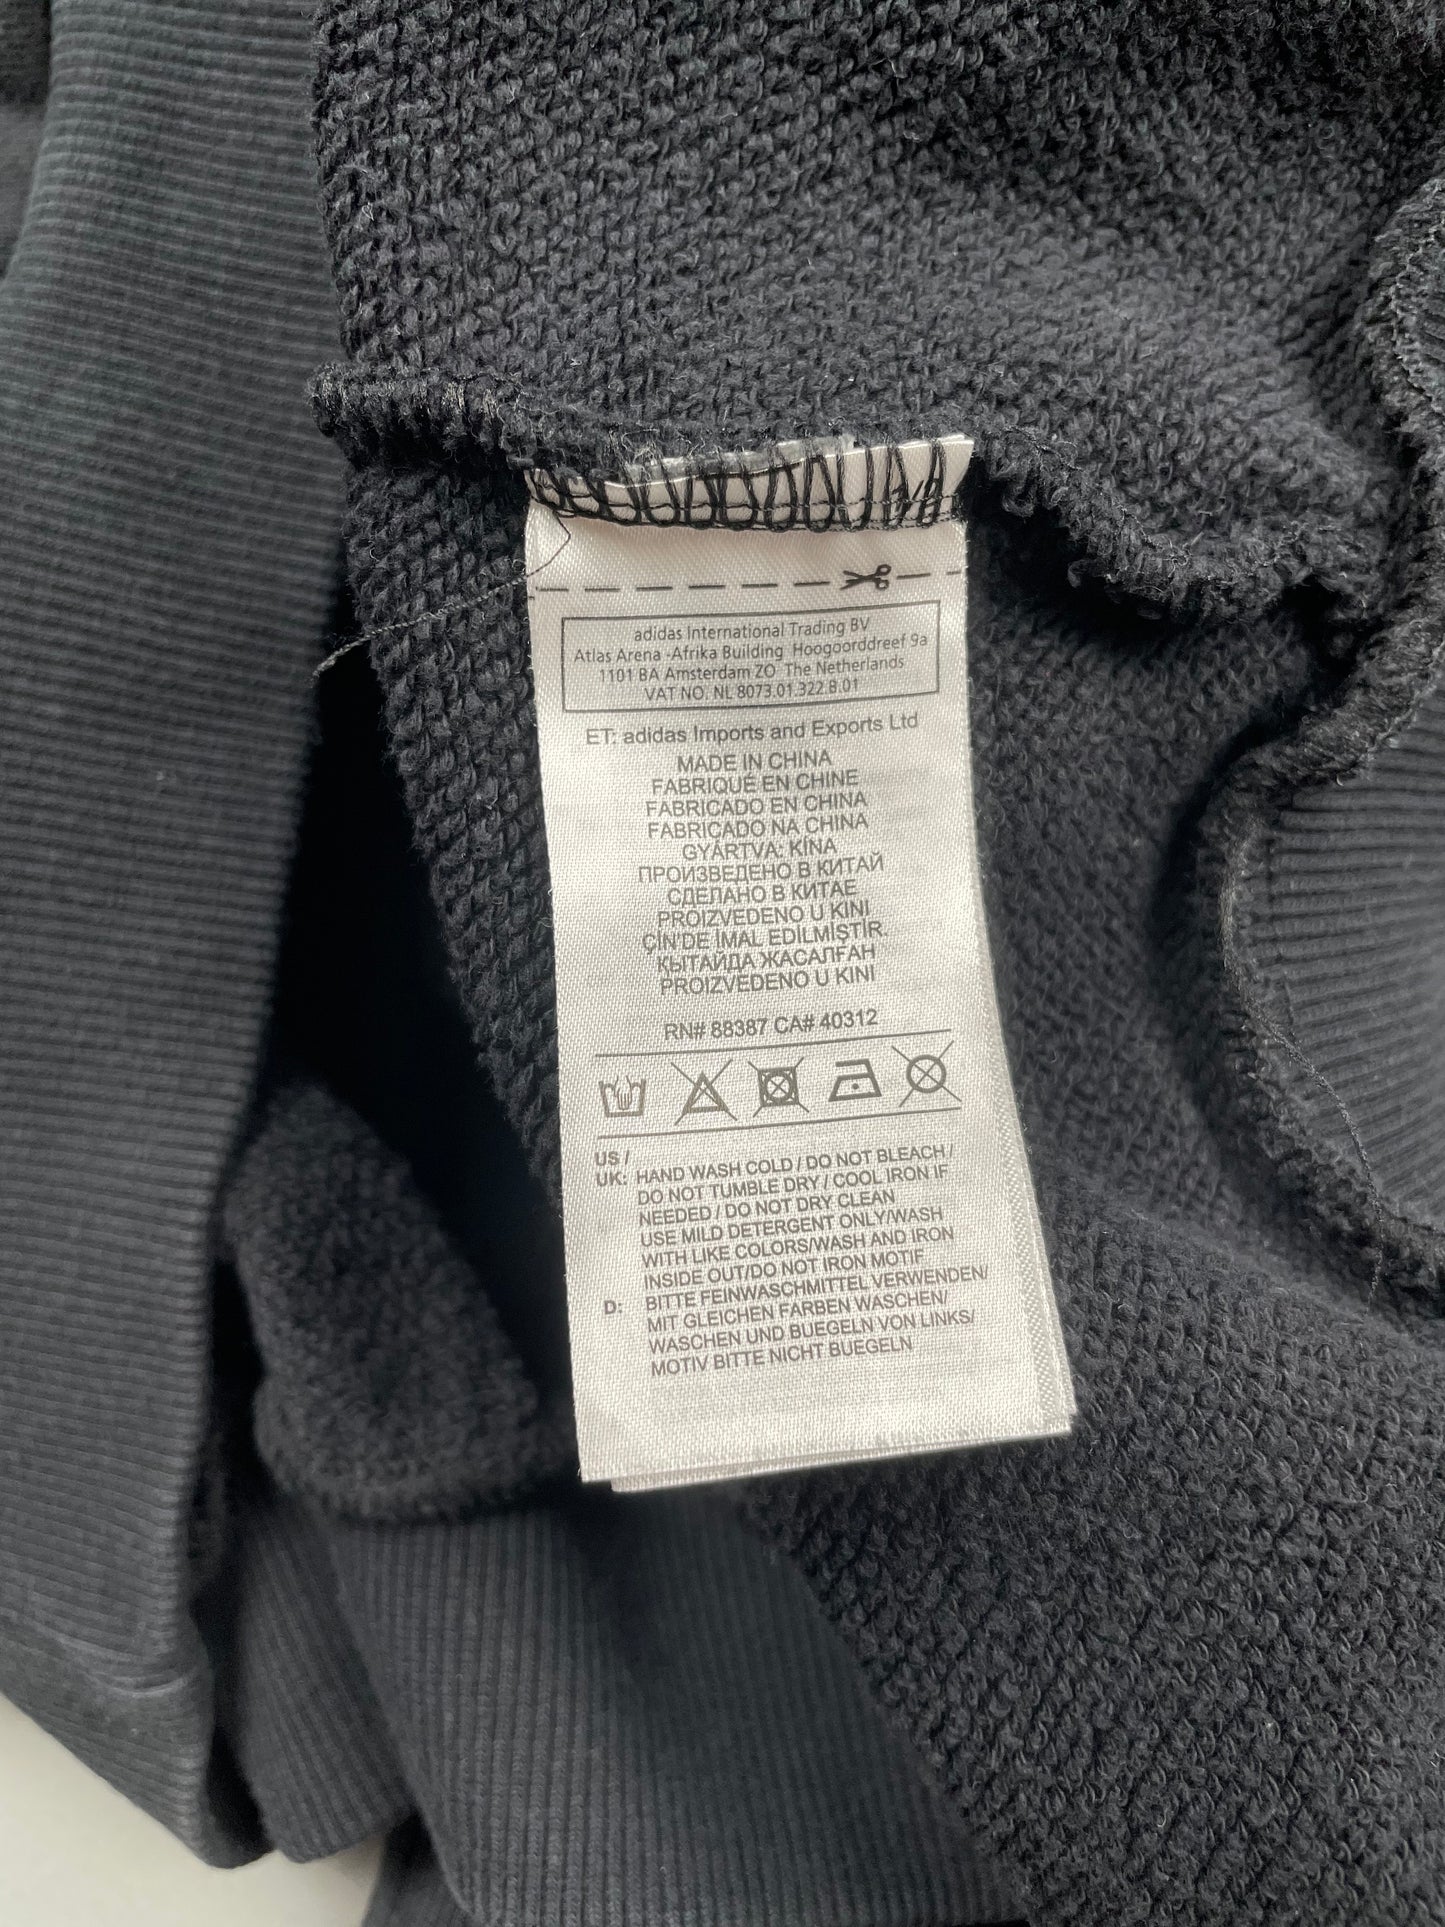 adidas International Trading BV
Atlas Arena -Afrika Building Hoogoorddreef 9a
1101 BA Amsterdam ZO The Netherlands
VAT NO. NL 8073.01.322.B.01
ET: adidas Imports and Exports Ltd
MADE IN CHINA
FABRIQUÉ EN CHINE
FABRICADO EN CHINA
FABRICADO NA CHINA
GYÁRTVA: KÍNA
ПРОИЗВЕДЕНО В КИТАЙ
СДЕЛАНО В КИТАЕ
PROIZVEDENO U KINI
ÇİN'DE İMAL EDİLMİŞTİR.
ҚЫТАЙДА ЖАСАЛҒАН
PROIZVEDENO U KINI
RN# 88387 CA# 40312
US /
UK: HAND WASH COLD / DO NOT BLEACH /
DO NOT TUMBLE DRY / COOL IRON IF
NEEDED / DO NOT DRY CLEAN
USE MILD DETERGENT ONLY/WASH
WITH LIKE COLORS/WASH AND IRON
INSIDE OUT/DO NOT IRON MOTIF
D: BITTE FEINWASCHMITTEL VERWENDEN/
MIT GLEICHEN FARBEN WASCHEN/
WASCHEN UND BUEGELN VON LINKS/
MOTIV BITTE NICHT BUEGELN